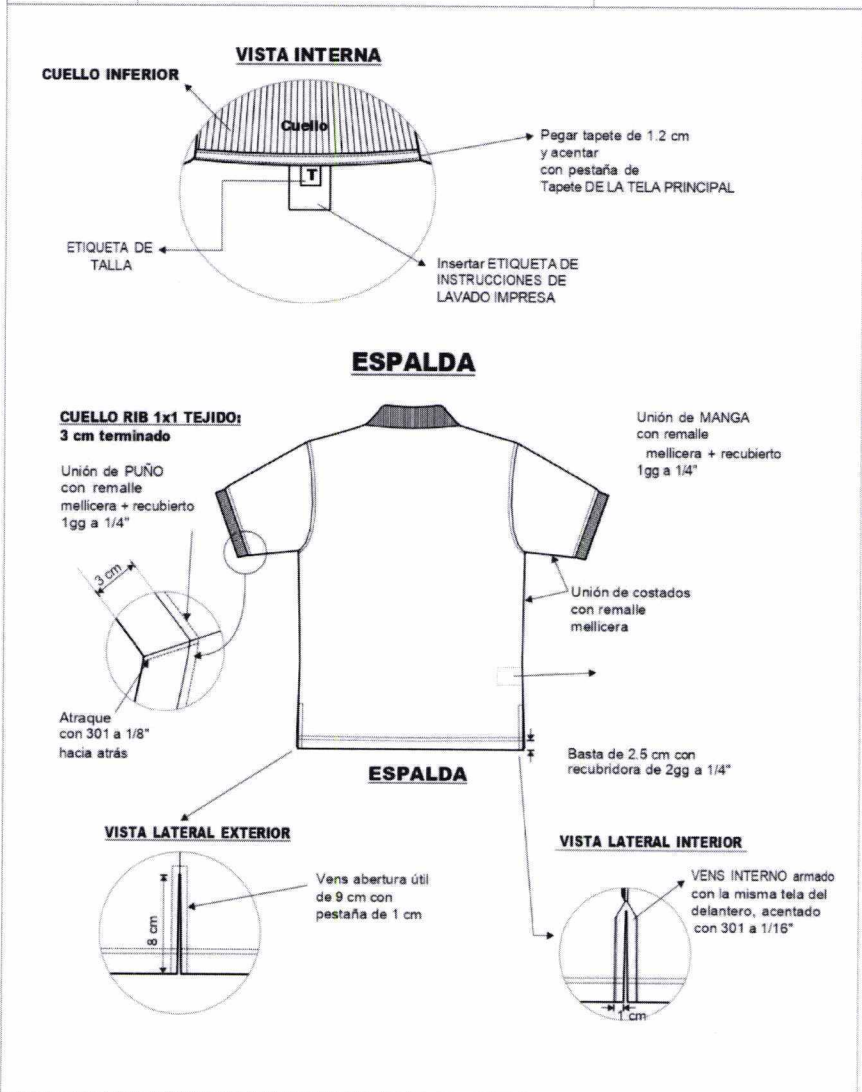 VISTA INTERNA
CUELLO INFERIOR
Cuello
Pegar tapete de 1.2 cm
y acentar
con pestaña de
Tapete DE LA TELA PRINCIPAL
T
ETIQUETA DE
TALLA
Insertar ETIQUETA DE
INSTRUCCIONES DE
LAVADO IMPRESA
ESPALDA
CUELLO RIB 1x1 TEJIDO:
3 cm terminado
Unión de PUÑO
con remalle
mellicera + recubierto
1gg a 1/4"
Unión de MANGA
con remalle
mellicera + recubierto
1gg a 1/4"
3 cm
Unión de costados
con remalle
mellicera
Atraque
con 301 a 1/8"
hacia atrás
ESPALDA
Basta de 2.5 cm con
recubridora de 2gg a 1/4"
VISTA LATERAL EXTERIOR
8 cm
Vens abertura útil
de 9 cm con
pestaña de 1 cm
VISTA LATERAL INTERIOR
VENS INTERNO armado
con la misma tela del
delantero, acentado
con 301 a 1/16"
1 cm